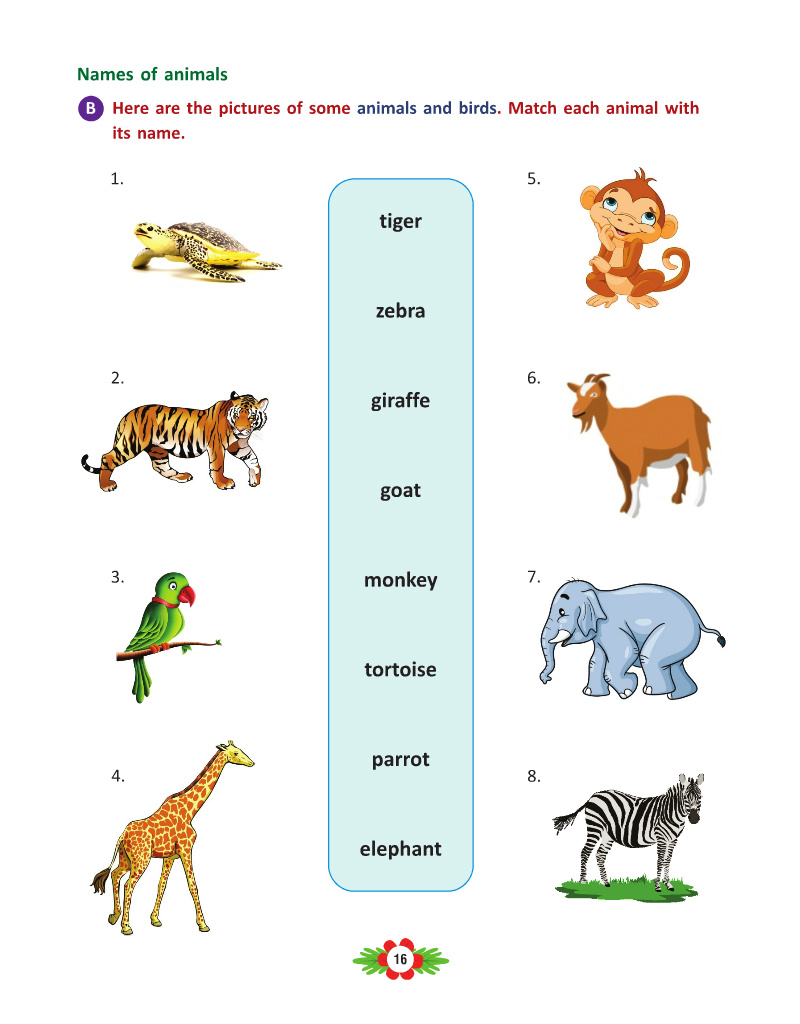 Names of animals
B Here are the pictures of some animals and birds. Match each animal with
its name.
1.
2.
3.
4.
tiger
zebra
giraffe
goat
monkey
tortoise
parrot
elephant
5.
6.
7.
8.
16